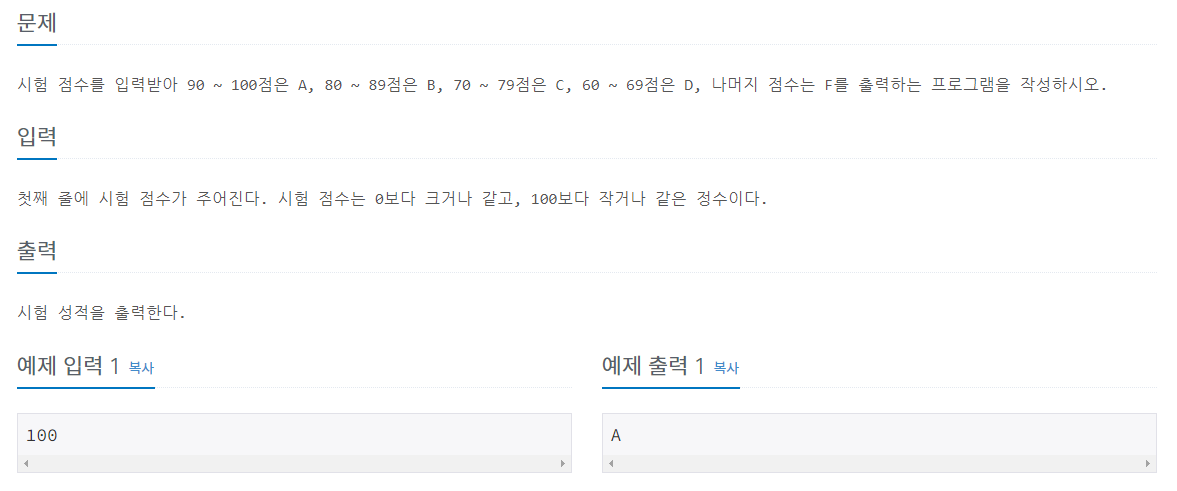 문제
시험 점수를 입력받아 90 ~ 100점은 A, 80 ~ 89점은 B, 70 ~ 79점은 C, 60 ~ 69점은 D, 나머지 점수는 F를 출력하는 프로그램을 작성하시오.
입력
첫째 줄에 시험 점수가 주어진다. 시험 점수는 0보다 크거나 같고, 100보다 작거나 같은 정수이다.
출력
시험 성적을 출력한다.
예제 입력 1 복사
100
예제 출력 1 복사
A